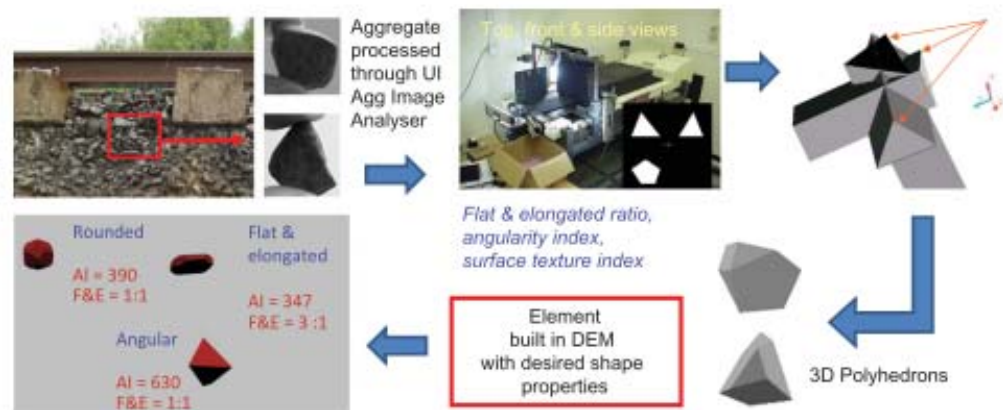 Aggregate
processed
through UI
Agg Image
Analyser
Top, front & side views
Flat & elongated ratio,
angularity index,
surface texture index
3D Polyhedrons
Element
built in DEM
with desired shape
properties
Rounded
AI = 390
F&E = 1:1
Flat &
elongated
AI = 347
F&E = 3 :1
Angular
AI = 630
F&E = 1:1